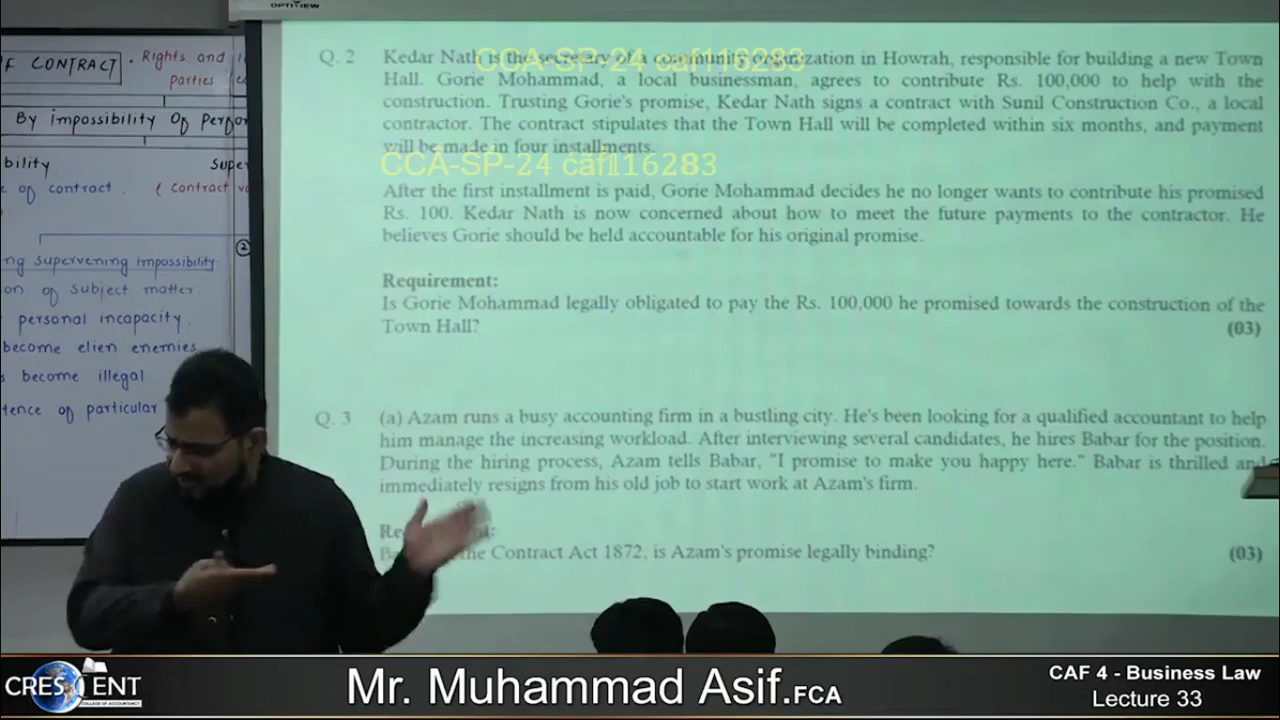 OPTIVIEW
OF CONTRACT
Rights and
parties
By impossibility Of Perfor
bility
Supe
e of contract.
( Contract vo
②
ng supervening impossibility
on of subject matter.
personal incapacity.
become elien enemies
s become illegal
tence of particular
Q. 2 Kedar Nath is the secretary of a community organization in Howrah, responsible for building a new Town
Hall. Gorie Mohammad, a local businessman, agrees to contribute Rs. 100,000 to help with the
construction. Trusting Gorie's promise, Kedar Nath signs a contract with Sunil Construction Co., a local
contractor. The contract stipulates that the Town Hall will be completed within six months, and payment
will be made in four installments.
CCA-SP-24 caf116283
CCA-SP-24 caf116283
After the first installment is paid, Gorie Mohammad decides he no longer wants to contribute his promised
Rs. 100. Kedar Nath is now concerned about how to meet the future payments to the contractor. He
believes Gorie should be held accountable for his original promise.
Requirement:
Is Gorie Mohammad legally obligated to pay the Rs. 100,000 he promised towards the construction of the
Town Hall? (03)
Q. 3 (a) Azam runs a busy accounting firm in a bustling city. He's been looking for a qualified accountant to help
him manage the increasing workload. After interviewing several candidates, he hires Babar for the position.
During the hiring process, Azam tells Babar, "I promise to make you happy here." Babar is thrilled and
immediately resigns from his old job to start work at Azam's firm.
the Contract Act 1872, is Azam's promise legally binding? (03)
CRESCENT
COLLEGE OF ACCOUNTANCY
Mr. Muhammad Asif.FCA
CAF 4 - Business Law
Lecture 33